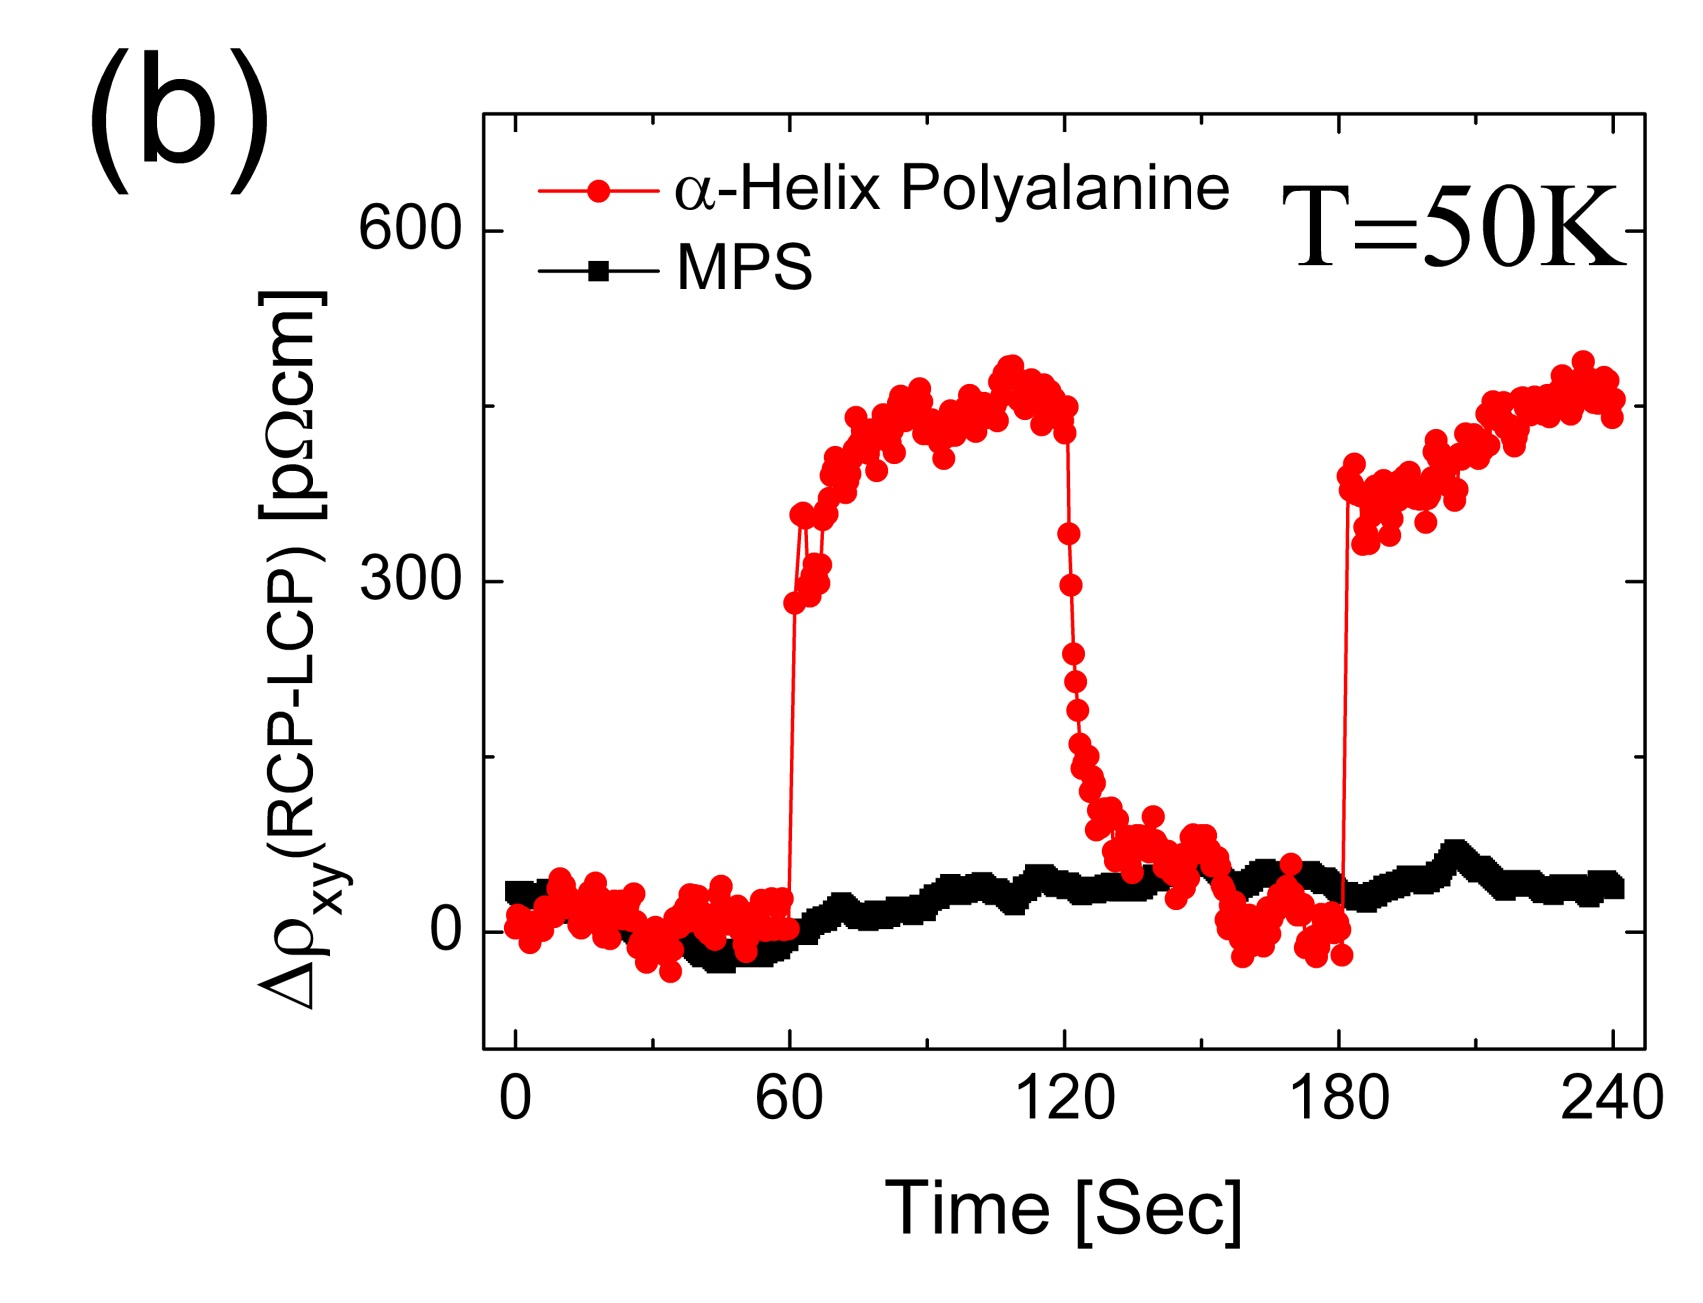 (b)
α-Helix Polyalanine
MPS
T=50K
Δρxy(RCP-LCP) [pΩcm]
600
300
0
0 60 120 180 240
Time [Sec]